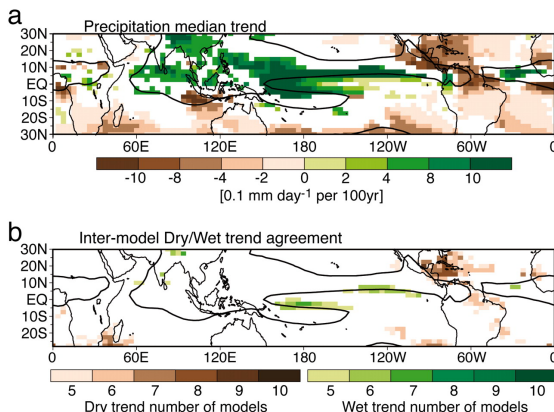 a
Precipitation median trend
30N
20N
10N
EQ
10S
20S
30N
0 60E 120E 180 120W 60W 0
-10 -8 -4 -2 0 2 4 8 10
[0.1 mm day-1 per 100yr]
b
Inter-model Dry/Wet trend agreement
30N
20N
10N
EQ
10S
20S
0 60E 120E 180 120W 60W 0
5 6 7 8 9 10 5 6 7 8 9 10
Dry trend number of models Wet trend number of models